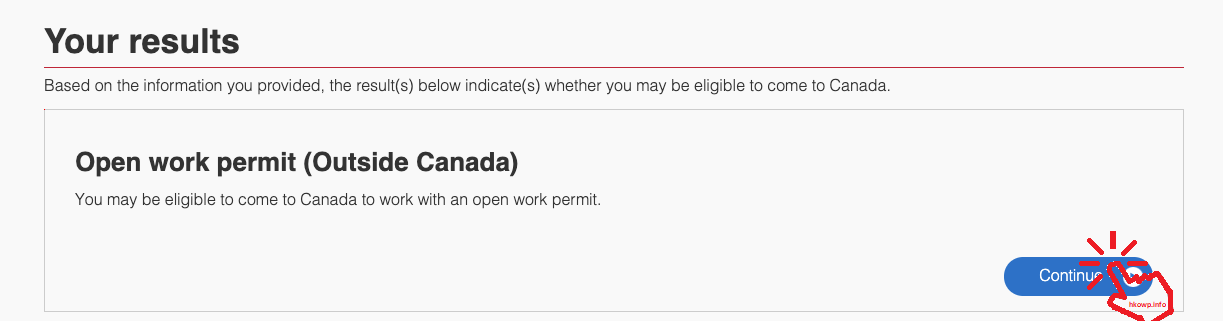 Your results
Based on the information you provided, the result(s) below indicate(s) whether you may be eligible to come to Canada.
Open work permit (Outside Canada)
You may be eligible to come to Canada to work with an open work permit.
Continue
hkowp.info